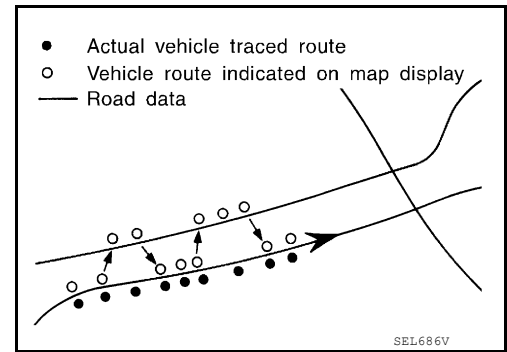 Actual vehicle traced route
Vehicle route indicated on map display
Road data
SEL686V